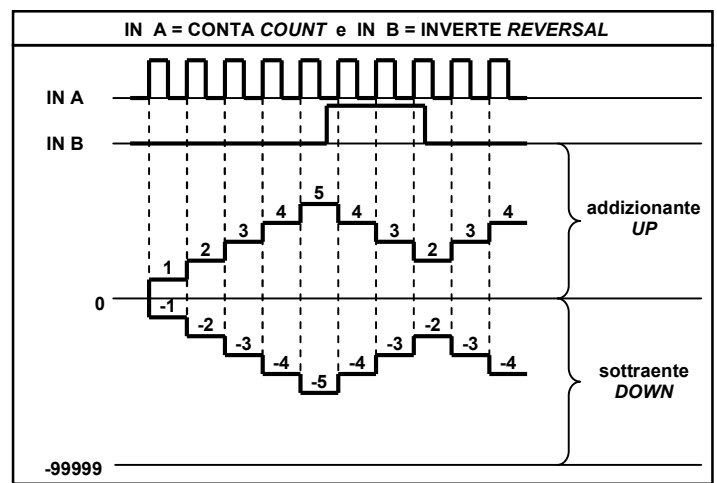 IN A = CONTA COUNT e IN B = INVERTE REVERSAL
IN A
IN B
5
4 4 4
3 3 3
2 2
1
addizionante
UP
0
-1
-2 -2
-3 -3 -3
-4 -4 -4
-5
sottraente
DOWN
-99999